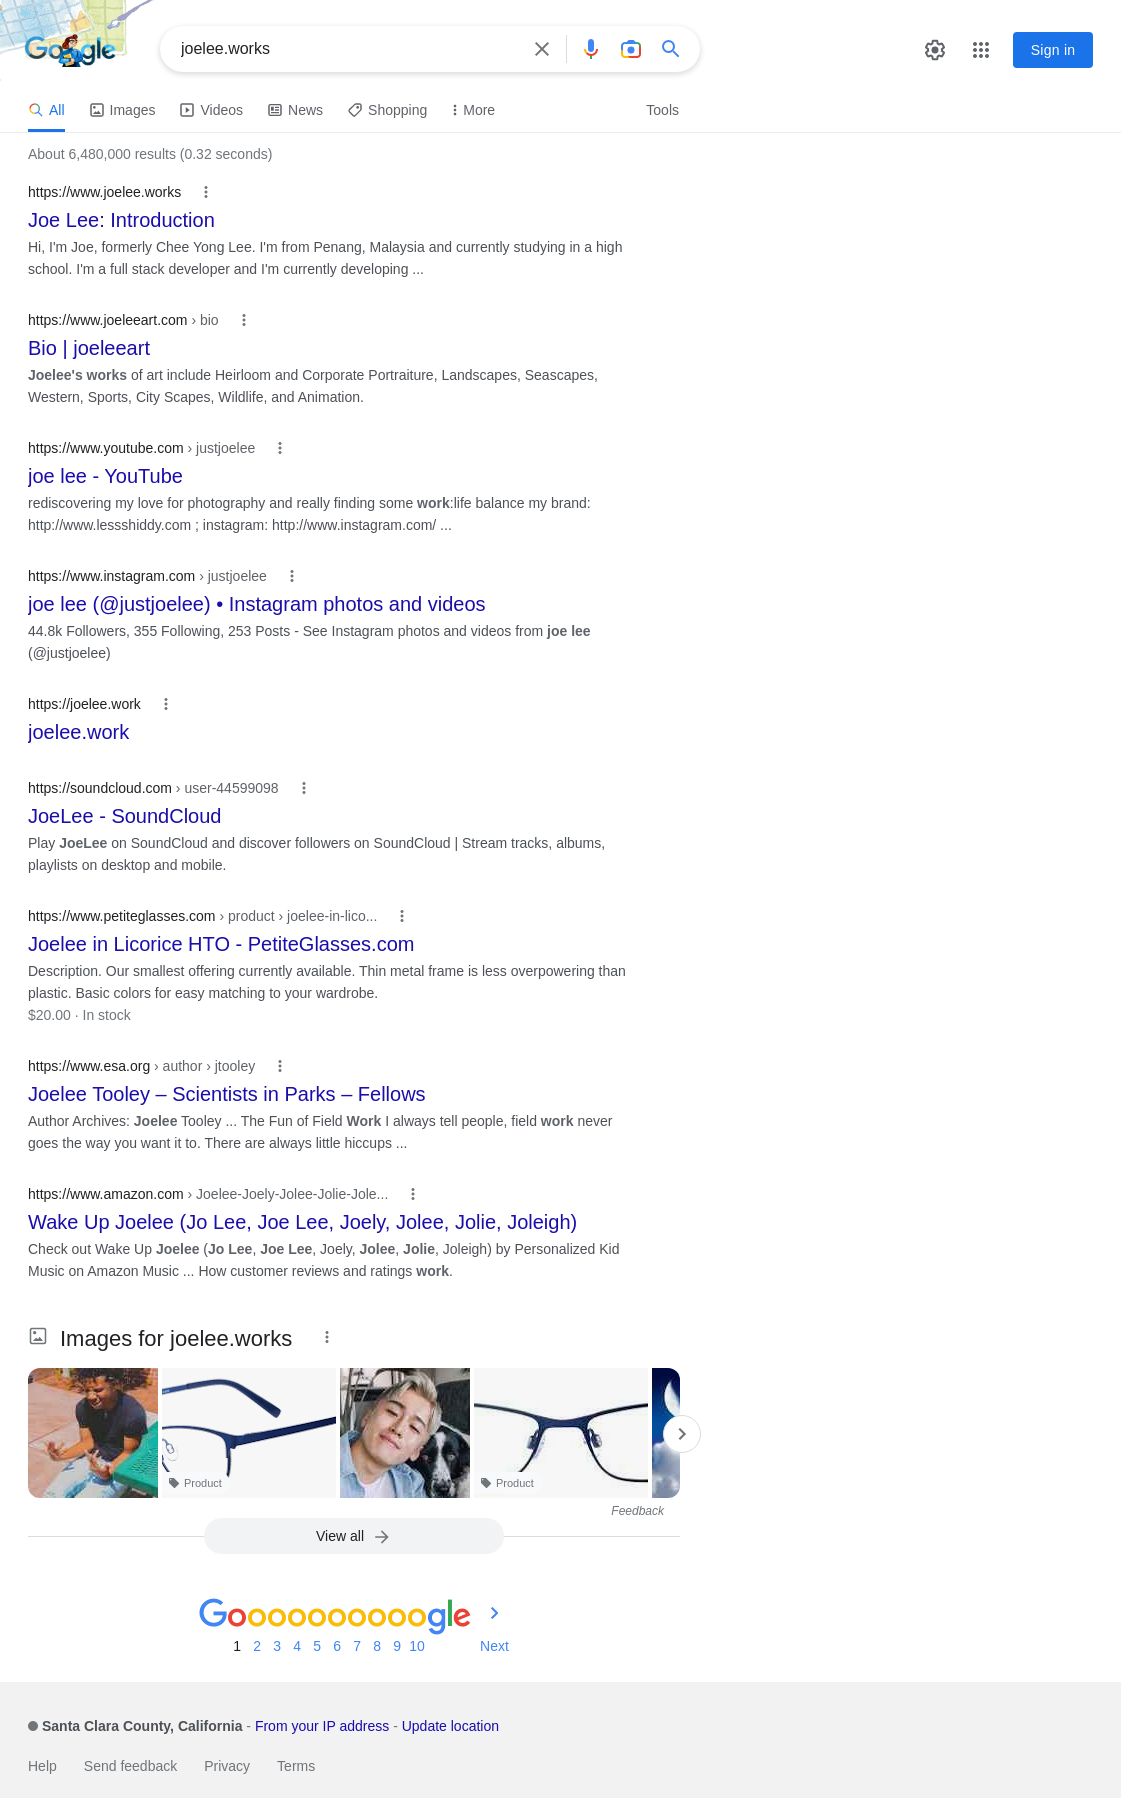 Google
joelee.works
Sign in
All
Images
Videos
News
Shopping
More
Tools
About 6,480,000 results (0.32 seconds)
https://www.joelee.works
Joe Lee: Introduction
Hi, I'm Joe, formerly Chee Yong Lee. I'm from Penang, Malaysia and currently studying in a high
school. I'm a full stack developer and I'm currently developing ...
https://www.joeleeart.com › bio
Bio | joeleeart
Joelee's works of art include Heirloom and Corporate Portraiture, Landscapes, Seascapes,
Western, Sports, City Scapes, Wildlife, and Animation.
https://www.youtube.com › justjoelee
joe lee - YouTube
rediscovering my love for photography and really finding some work:life balance my brand:
http://www.lessshiddy.com ; instagram: http://www.instagram.com/ ...
https://www.instagram.com › justjoelee
joe lee (@justjoelee) • Instagram photos and videos
44.8k Followers, 355 Following, 253 Posts - See Instagram photos and videos from joe lee
(@justjoelee)
https://joelee.work
joelee.work
https://soundcloud.com › user-44599098
JoeLee - SoundCloud
Play JoeLee on SoundCloud and discover followers on SoundCloud | Stream tracks, albums,
playlists on desktop and mobile.
https://www.petiteglasses.com › product › joelee-in-lico...
Joelee in Licorice HTO - PetiteGlasses.com
Description. Our smallest offering currently available. Thin metal frame is less overpowering than
plastic. Basic colors for easy matching to your wardrobe.
$20.00 · In stock
https://www.esa.org › author › jtooley
Joelee Tooley – Scientists in Parks – Fellows
Author Archives: Joelee Tooley ... The Fun of Field Work I always tell people, field work never
goes the way you want it to. There are always little hiccups ...
https://www.amazon.com › Joelee-Joely-Jolee-Jolie-Jole...
Wake Up Joelee (Jo Lee, Joe Lee, Joely, Jolee, Jolie, Joleigh)
Check out Wake Up Joelee (Jo Lee, Joe Lee, Joely, Jolee, Jolie, Joleigh) by Personalized Kid
Music on Amazon Music ... How customer reviews and ratings work.
Images for joelee.works
Product
Product
Feedback
View all
Goooooooooogle
1 2 3 4 5 6 7 8 9 10 Next
Santa Clara County, California - From your IP address - Update location
Help Send feedback Privacy Terms